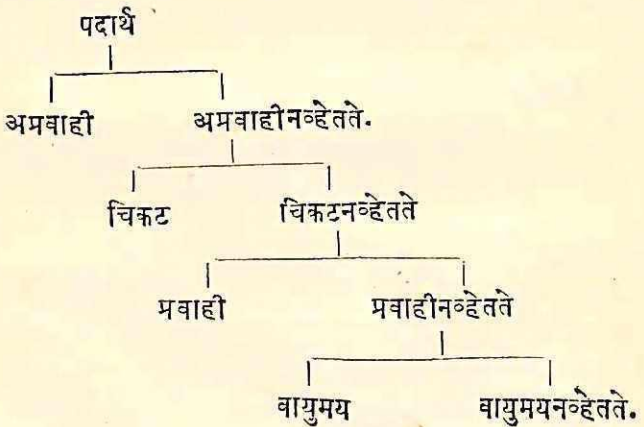 पदार्थ
अप्रवाही अप्रवाहीनव्हेतते.
चिकट चिकटनव्हेतते
प्रवाही प्रवाहीनव्हेतते
वायुमय वायुमयनव्हेतते.